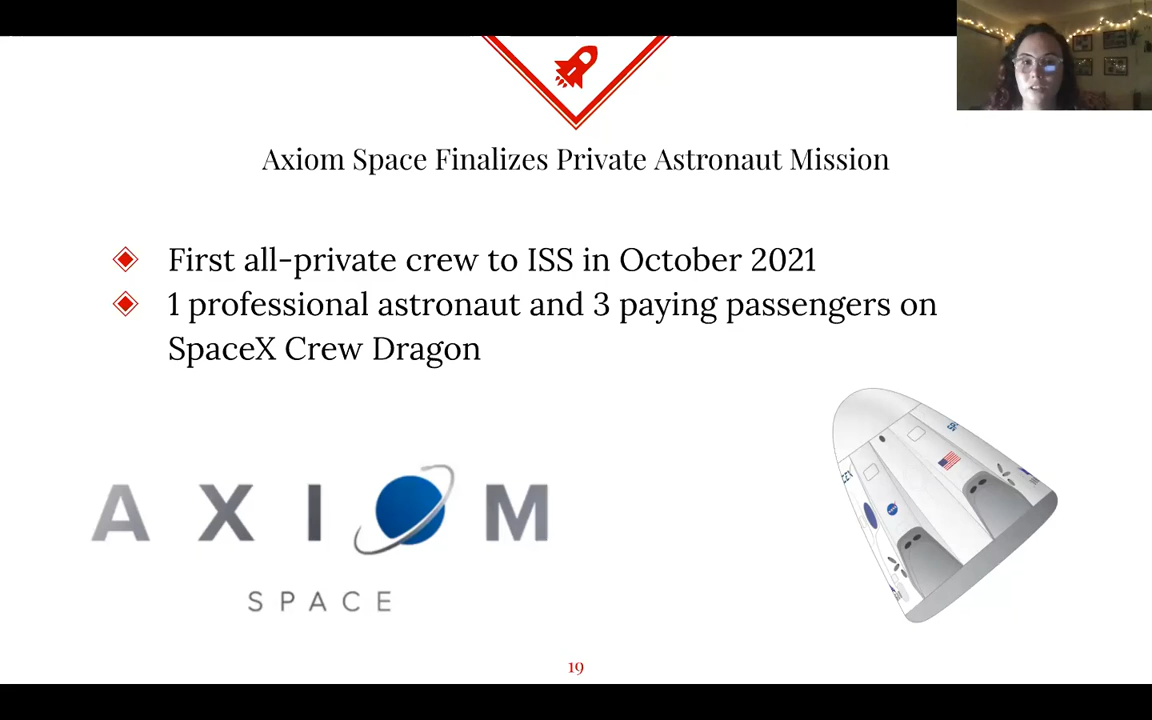 Axiom Space Finalizes Private Astronaut Mission
First all-private crew to ISS in October 2021
1 professional astronaut and 3 paying passengers on
SpaceX Crew Dragon
AXIOM
SPACE
19